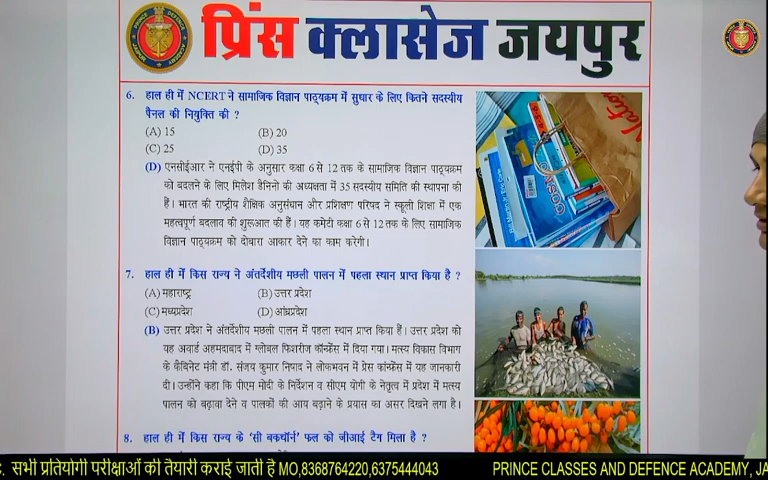 प्रिंस क्लासेज जयपुर
6. हाल ही में NCERT ने सामाजिक विज्ञान पाठ्यक्रम में सुधार के लिए कितने सदस्यीय
पैनल की नियुक्ति की ?
(A) 15 (B) 20
(C) 25 (D) 35
(D) एनसीईआर ने एनईपी के अनुसार कक्षा 6 से 12 तक के सामाजिक विज्ञान पाठ्यक्रम
को बदलने के लिए मिलेश डैनिनो की अध्यक्षता में 35 सदस्यीय समिति की स्थापना की
हैं। भारत की राष्ट्रीय शैक्षिक अनुसंधान और प्रशिक्षण परिषद ने स्कूली शिक्षा में एक
महत्वपूर्ण बदलाव की शुरूआत की हैं। यह कमेटी कक्षा 6 से 12 तक के लिए सामाजिक
विज्ञान पाठ्यक्रम को दोबारा आकार देने का काम करेगी।
7. हाल ही में किस राज्य ने अंतर्देशीय मछली पालन में पहला स्थान प्राप्त किया है ?
(A) महाराष्ट्र (B) उत्तर प्रदेश
(C) मध्यप्रदेश (D) आंध्रप्रदेश
(B) उत्तर प्रदेश ने अंतर्देशीय मछली पालन में पहला स्थान प्राप्त किया हैं। उत्तर प्रदेश को
यह अवार्ड अहमदाबाद में ग्लोबल फिशरीज कॉन्फ्रेंस में दिया गया। मत्स्य विकास विभाग
के कैबिनेट मंत्री डॉ. संजय कुमार निषाद ने लोकभवन में प्रेस कांन्फ्रेंस में यह जानकारी
दी। उन्होंने कहा कि पीएम मोदी के निर्देशन व सीएम योगी के नेतृत्व में प्रदेश में मत्स्य
पालन को बढ़ावा देने व पालकों की आय बढ़ाने के प्रयास का असर दिखने लगा है।
8. हाल ही में किस राज्य के 'सी बकथॉर्न' फल को जीआई टैग मिला है ?
सभी प्रतियोगी परीक्षाओं की तैयारी कराई जाती है MO,8368764220,6375444043 PRINCE CLASSES AND DEFENCE ACADEMY, JA